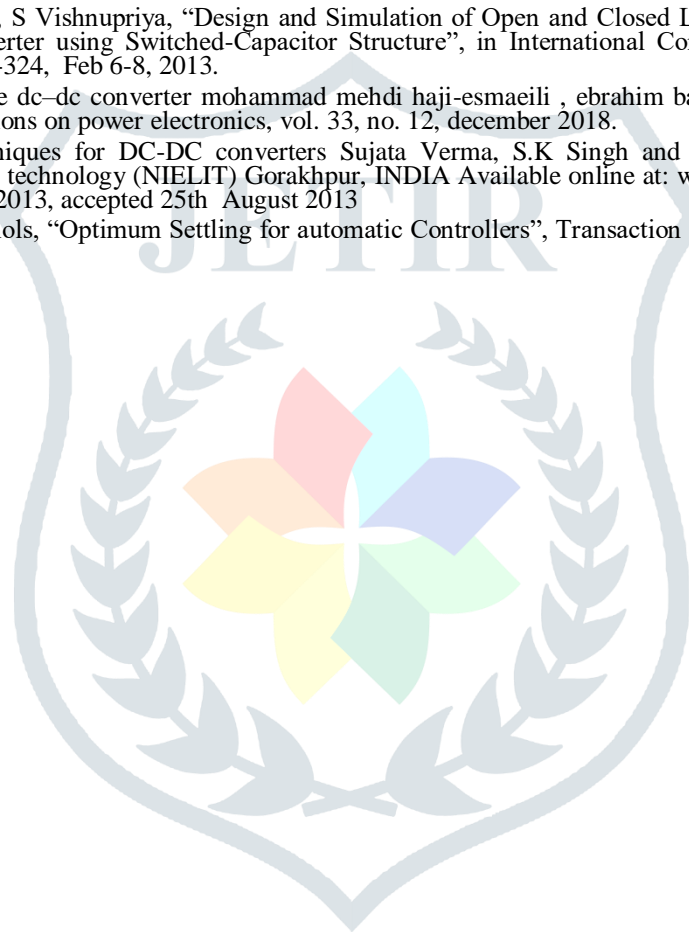 , S Vishnupriya, “Design and Simulation of Open and Closed L
erter using Switched-Capacitor Structure”, in International Con
-324, Feb 6-8, 2013.
e dc–dc converter mohammad mehdi haji-esmaeili , ebrahim ba
ions on power electronics, vol. 33, no. 12, december 2018.
niques for DC-DC converters Sujata Verma, S.K Singh and
technology (NIELIT) Gorakhpur, INDIA Available online at: w
2013, accepted 25th August 2013
ols, “Optimum Settling for automatic Controllers”, Transaction
JETIR